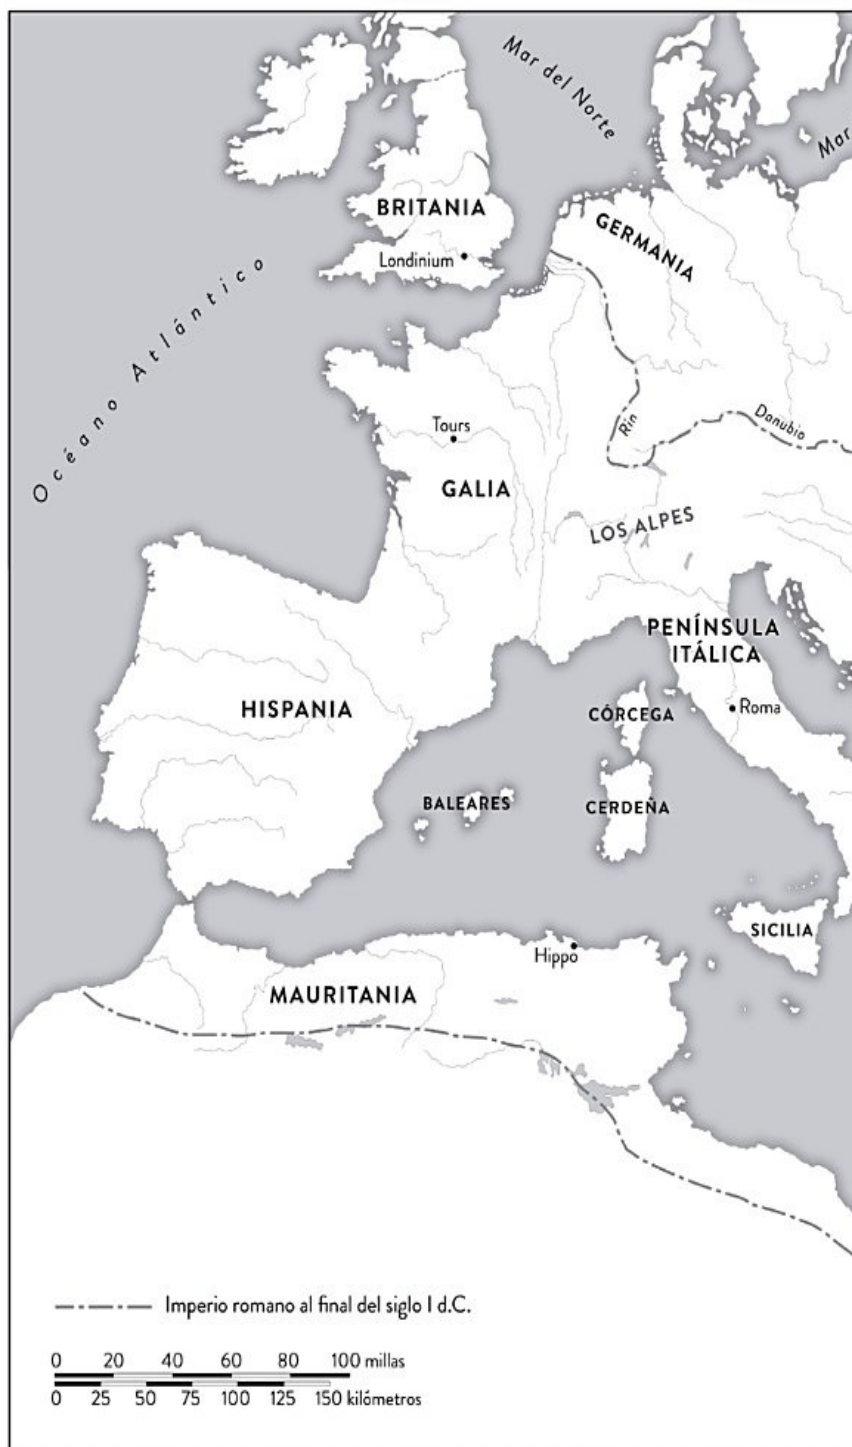 Mar del Norte
Mar
BRITANIA
GERMANIA
Londinium
Océano Atlántico
Rin
Danubio
Tours
GALIA
LOS ALPES
PENÍNSULA
ITÁLICA
HISPANIA
CÓRCEGA
Roma
BALEARES
CERDEÑA
SICILIA
Hippo
MAURITANIA
Imperio romano al final del siglo I d.C.
0 20 40 60 80 100 millas
0 25 50 75 100 125 150 kilómetros